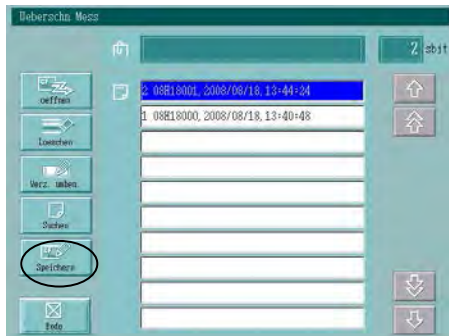 Ueberschn Mess
2 sbit
oeffnen
2 08H18001, 2008/08/18, 13:44:24
1 08H18000, 2008/08/18, 13:40:48
Loeschen
Verz. umben.
Suchen
Speichern
Ende